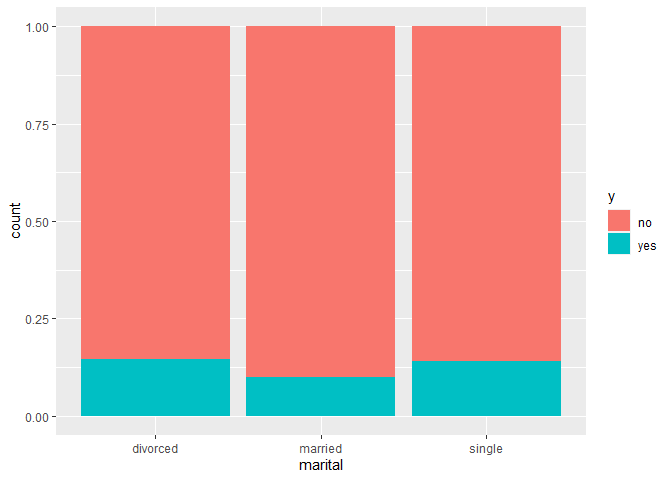 1.00
0.75
0.50
0.25
0.00
count
divorced married single
marital
y
no
yes